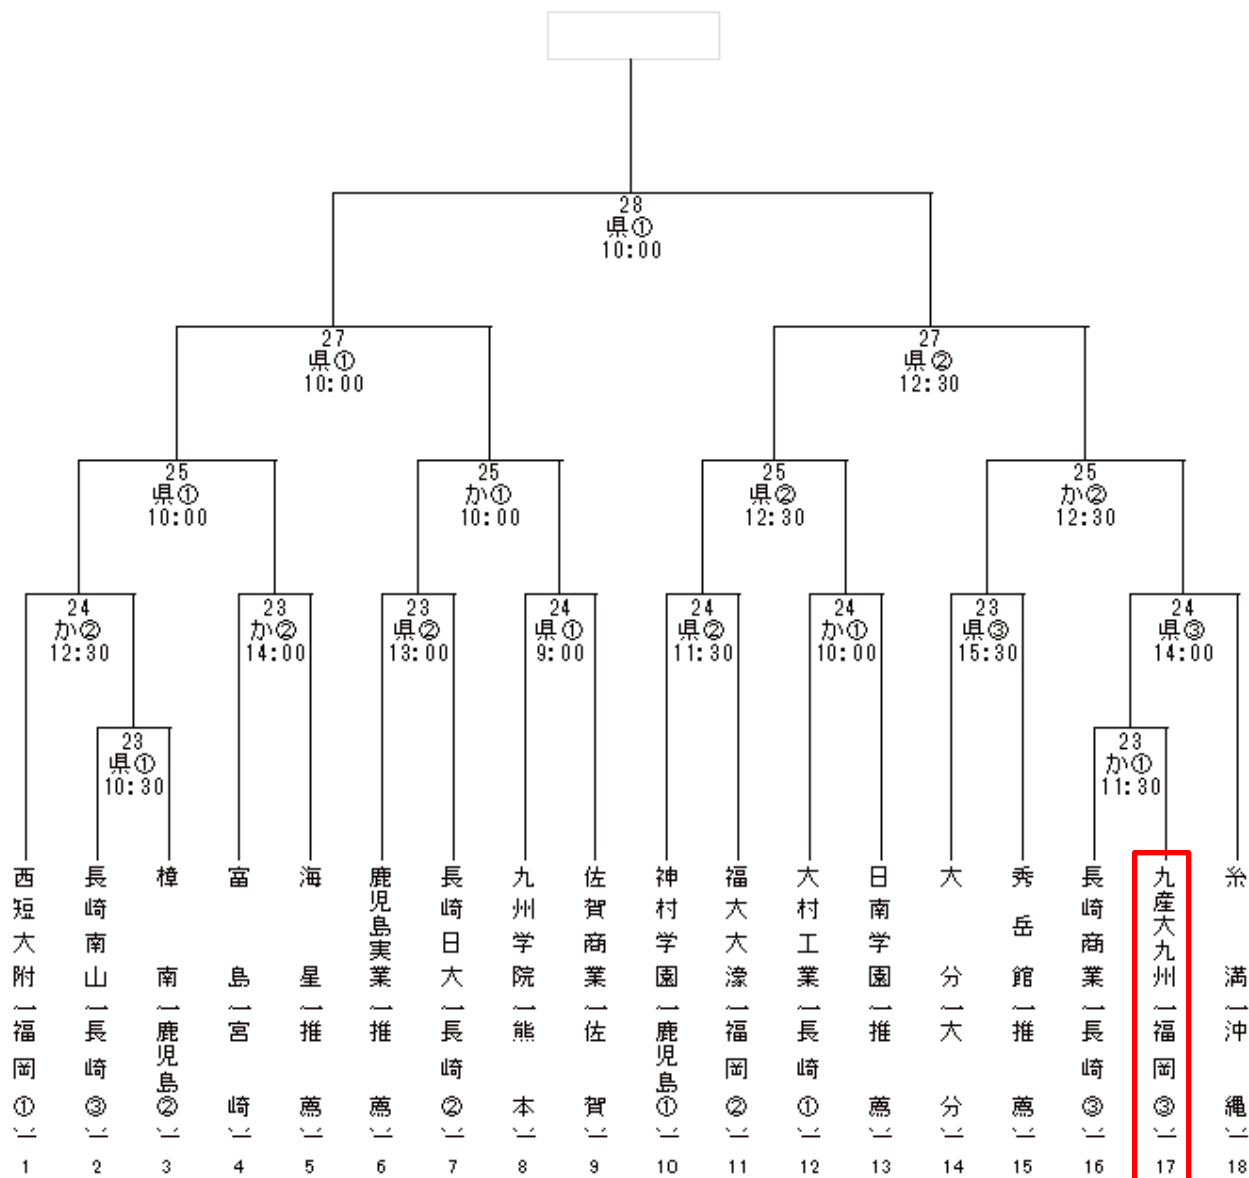 28
県①
10:00
27
県①
10:00
27
県②
12:30
25
県①
10:00
25
か①
10:00
25
県②
12:30
25
か②
12:30
24
か②
12:30
23
か②
14:00
23
県②
13:00
24
県①
9:00
24
県②
11:30
24
か①
10:00
23
県③
15:30
24
県③
14:00
23
県①
10:30
23
か①
11:30
西短大附(福岡①)
1
長崎南山(長崎③)
2
樟南(鹿児島②)
3
富島(宮崎)
4
海星(推薦)
5
鹿児島実業(推薦)
6
長崎日大(長崎②)
7
九州学院(熊本)
8
佐賀商業(佐賀)
9
神村学園(鹿児島①)
10
福大大濠(福岡②)
11
大村工業(長崎①)
12
日南学園(推薦)
13
大分(大分)
14
秀岳館(推薦)
15
長崎商業(長崎③)
16
九産大九州(福岡③)
17
糸満(沖縄)
18